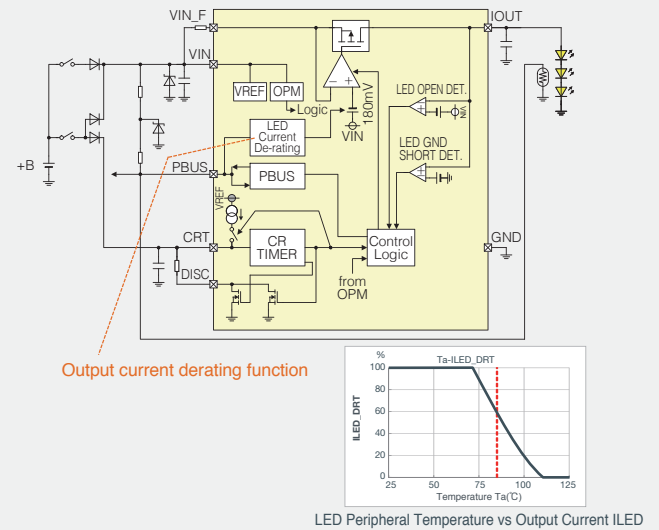 VIN_F
IOUT
VIN
VREF
OPM
Logic
LED OPEN DET.
180mV
VIN
VIN
LED
Current
De-rating
LED GND
SHORT DET.
+B
PBUS
PBUS
VREF
CRT
CR
TIMER
Control
Logic
GND
DISC
from
OPM
Output current derating function
%
Ta-ILED_DRT
100
80
60
40
20
0
ILED_DRT
25
50
75
100
125
Temperature Ta(℃)
LED Peripheral Temperature vs Output Current ILED